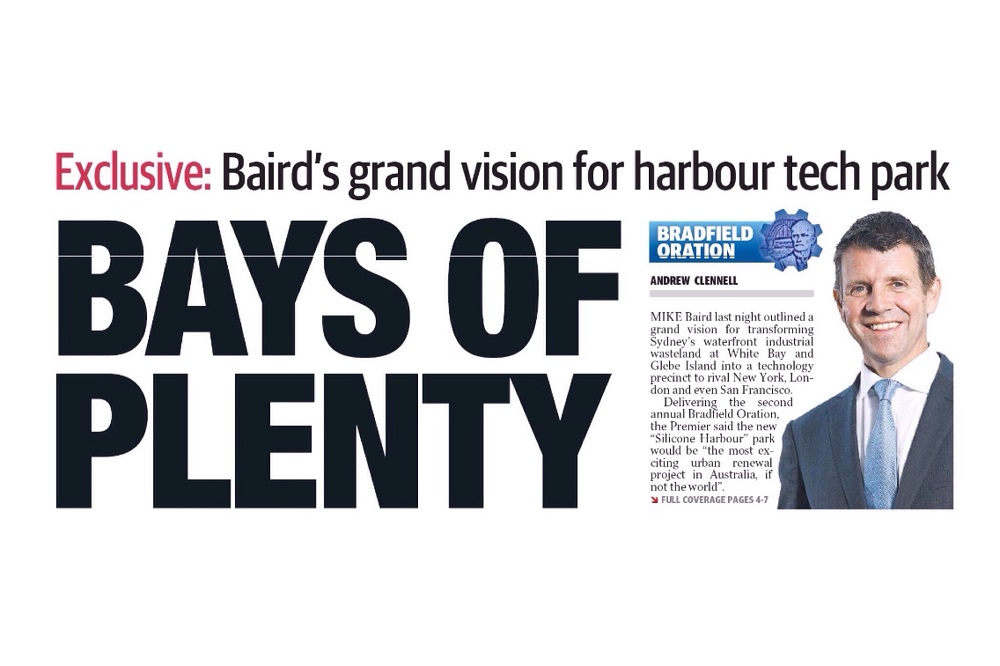 Exclusive: Baird's grand vision for harbour tech park
BAYS OF
PLENTY
BRADFIELD
ORATION
ANDREW CLENNELL
MIKE Baird last night outlined a
grand vision for transforming
Sydney's waterfront industrial
wasteland at White Bay and
Glebe Island into a technology
precinct to rival New York, Lon-
don and even San Francisco.
Delivering the second
annual Bradfield Oration,
the Premier said the new
“Silicone Harbour” park
would be “the most ex-
citing urban renewal
project in Australia, if
not the world”.
FULL COVERAGE PAGES 4-7